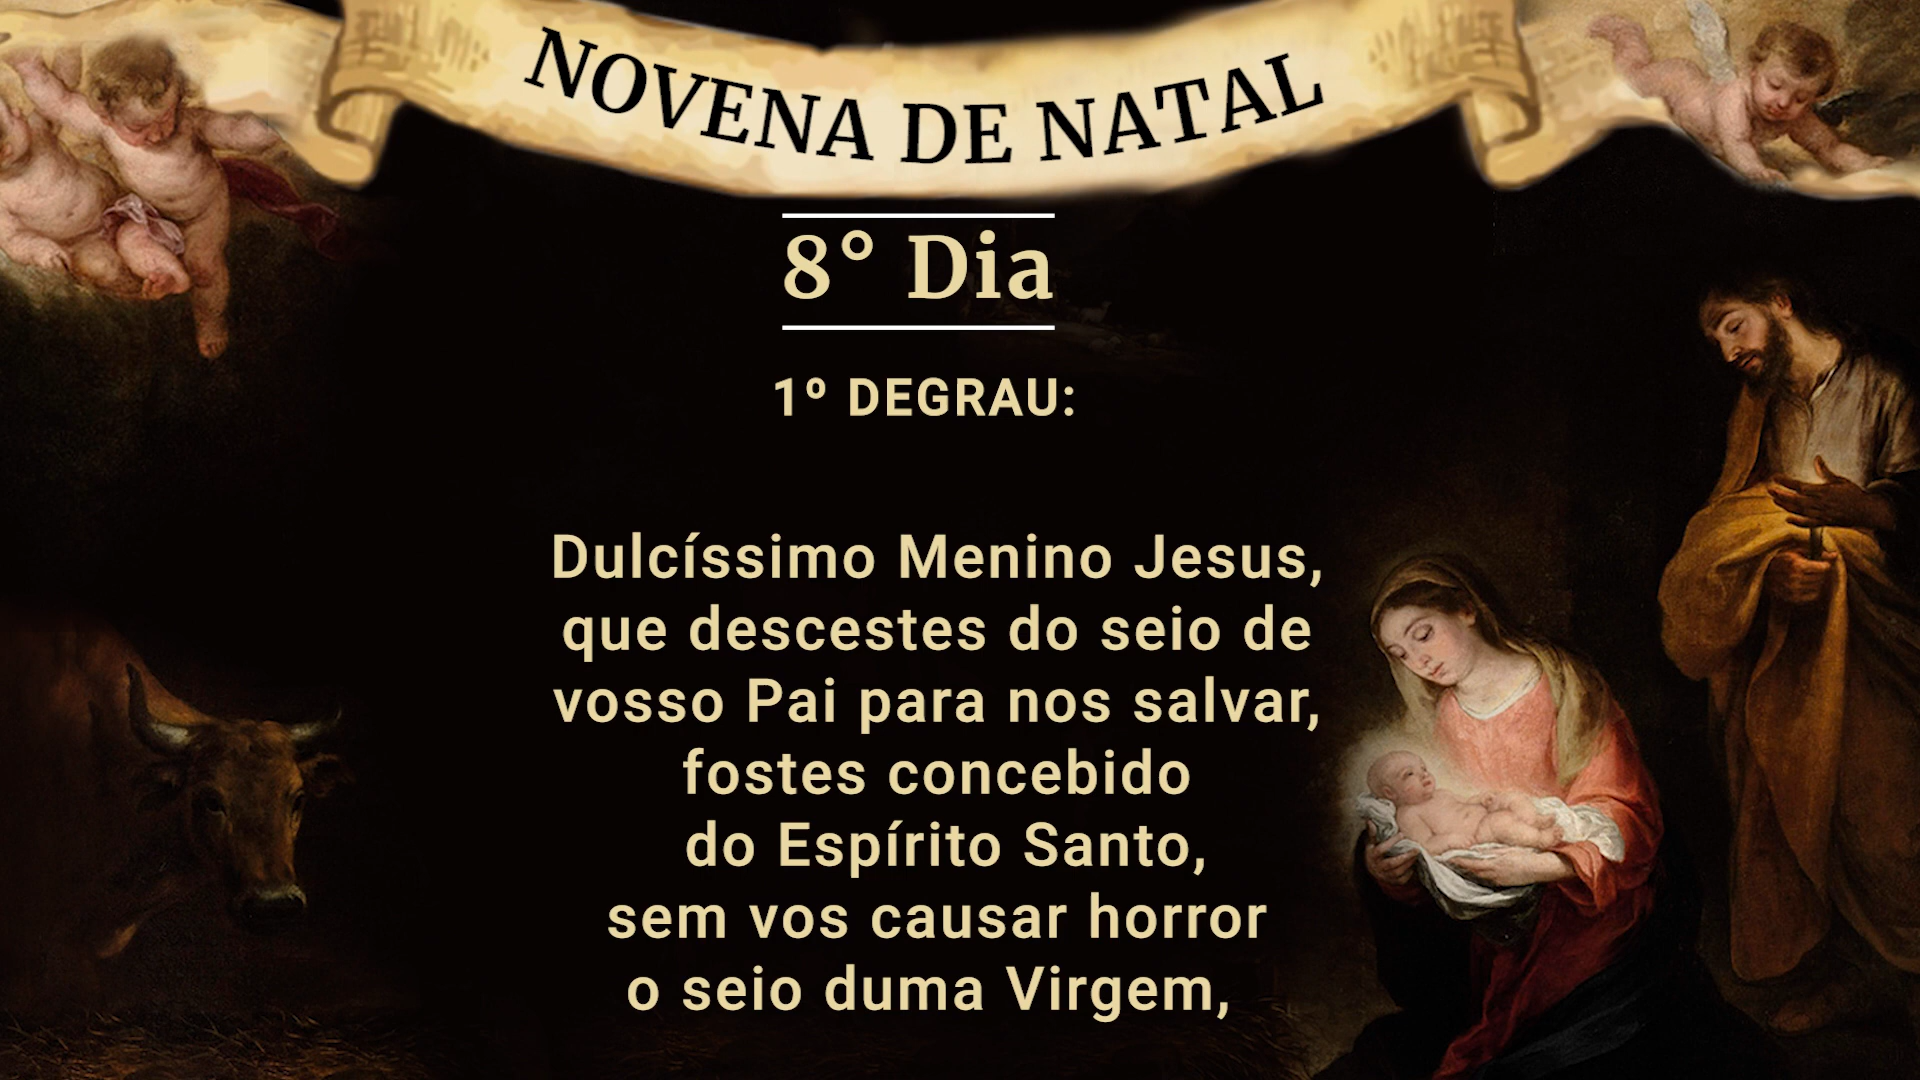 NOVENA DE NATAL
8° Dia
1º DEGRAU:
Dulcíssimo Menino Jesus,
que descestes do seio de
vosso Pai para nos salvar,
fostes concebido
do Espírito Santo,
sem vos causar horror
o seio duma Virgem,